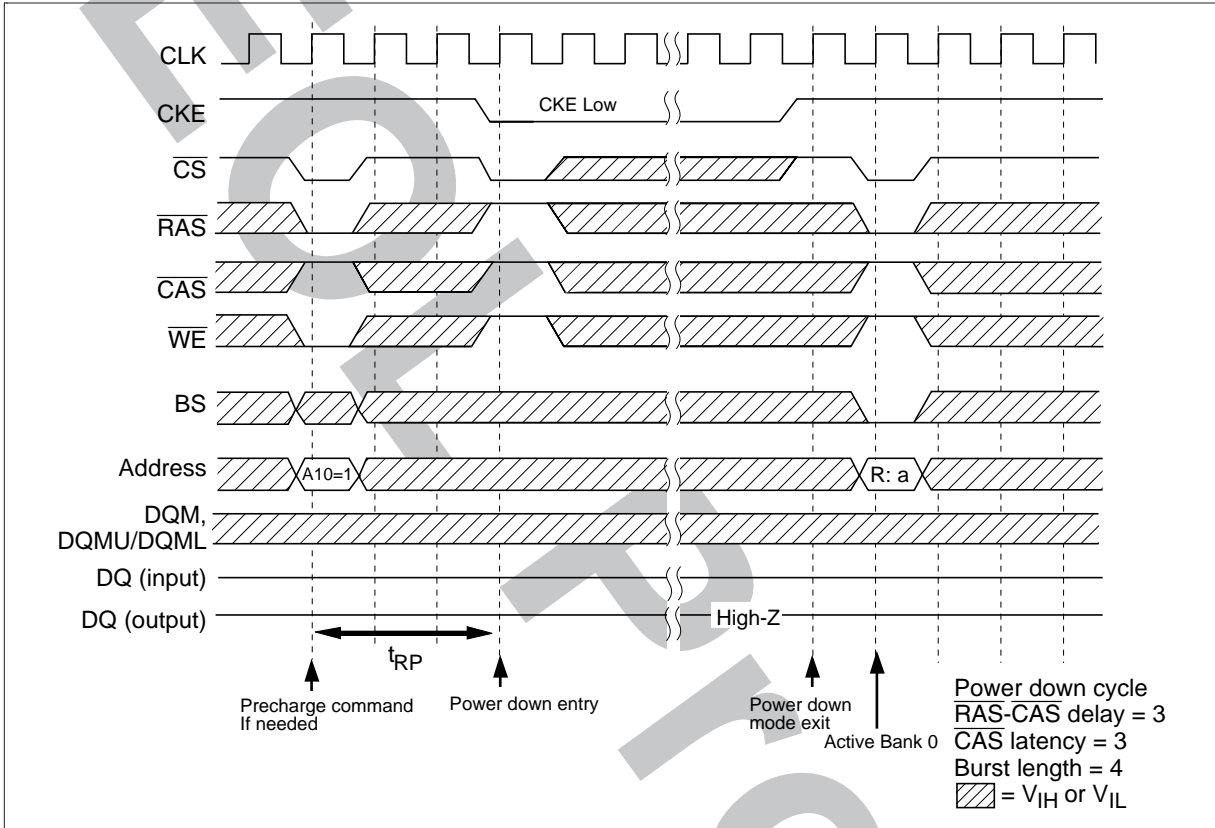 CLK
CKE
CKE Low
CS
RAS
CAS
WE
BS
Address
A10=1
R: a
DQM,
DQMU/DQML
DQ (input)
DQ (output)
High-Z
tRP
Precharge command
If needed
Power down entry
Power down
mode exit
Active Bank 0
Power down cycle
RAS-CAS delay = 3
CAS latency = 3
Burst length = 4
= VIH or VIL
EOL Pro